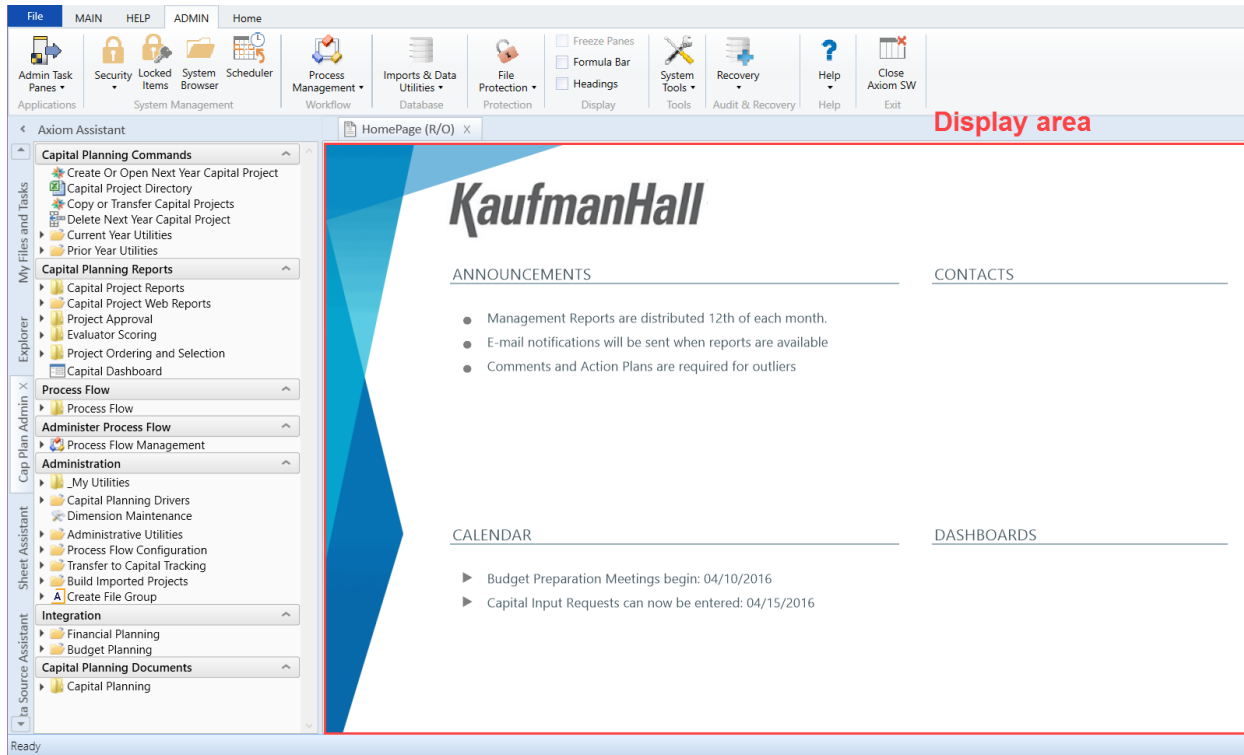 File MAIN HELP ADMIN Home
Admin Task Panes
Security
Locked Items
System Browser
Scheduler
Process Management
Imports & Data Utilities
File Protection
Freeze Panes
Formula Bar
Headings
System Tools
Recovery
Help
Close Axiom SW
Applications System Management Workflow Database Protection Display Tools Audit & Recovery Help Exit
Axiom Assistant
HomePage (R/O) X
Display area
My Files and Tasks
Explorer
Cap Plan Admin X
Sheet Assistant
ta Source Assistant
Capital Planning Commands
Create Or Open Next Year Capital Project
Capital Project Directory
Copy or Transfer Capital Projects
Delete Next Year Capital Project
Current Year Utilities
Prior Year Utilities
Capital Planning Reports
Capital Project Reports
Capital Project Web Reports
Project Approval
Evaluator Scoring
Project Ordering and Selection
Capital Dashboard
Process Flow
Process Flow
Administer Process Flow
Process Flow Management
Administration
_My Utilities
Capital Planning Drivers
Dimension Maintenance
Administrative Utilities
Process Flow Configuration
Transfer to Capital Tracking
Build Imported Projects
A Create File Group
Integration
Financial Planning
Budget Planning
Capital Planning Documents
Capital Planning
KaufmanHall
ANNOUNCEMENTS
Management Reports are distributed 12th of each month.
E-mail notifications will be sent when reports are available
Comments and Action Plans are required for outliers
CONTACTS
CALENDAR
Budget Preparation Meetings begin: 04/10/2016
Capital Input Requests can now be entered: 04/15/2016
DASHBOARDS
Ready